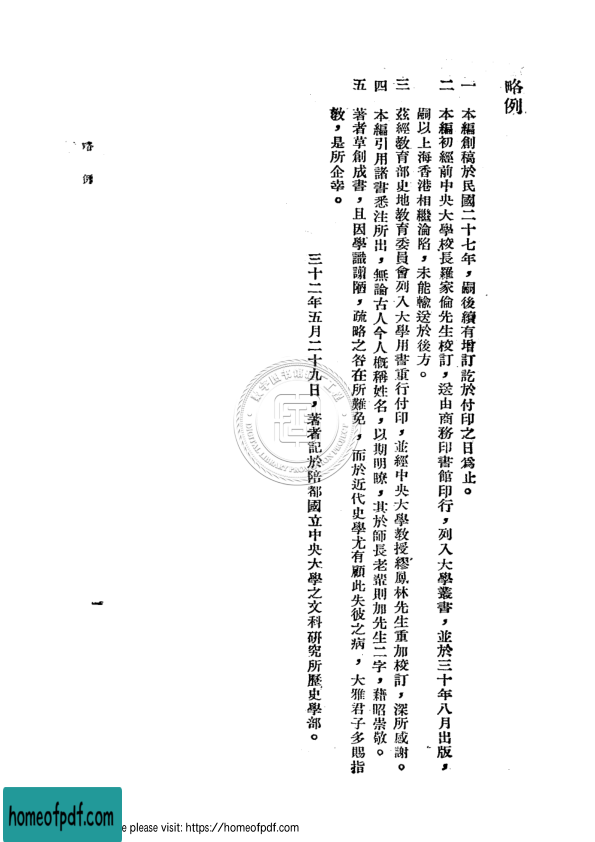 略例
一 本編創稿於民國二十七年，嗣後續有增訂訖於付印之日爲止。
二 本編初經前中央大學校長羅家倫先生校訂，送由商務印書館印行，列入大學叢書，並於三十年八月出版，
嗣以上海香港相繼淪陷，未能輸送於後方。
三 茲經教育部史地教育委員會列入大學用書重行付印，並經中央大學教授繆鳳林先生重加校訂，深所感謝。
四 本編引用諸書悉注所出，無論古人今人概稱姓名，以期明瞭，其於師長老輩則加先生二字，藉昭崇敬。
五 著者草創成書，且因學識譾陋，疏略之咎在所難免，而於近代史學尤有顧此失彼之病，大雅君子多賜指
教，是所企幸。
三十二年五月二十九日，著者記於陪都國立中央大學之文科研究所歷史學部。
略例
一
DIGITAL LIBRARY PROMOTION PROJECT
homeofpdf.com
e please visit: https://homeofpdf.com